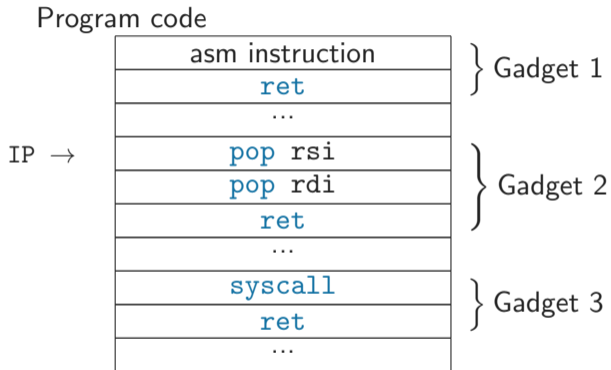 Program code
asm instruction
ret
Gadget 1
...
IP →
pop rsi
pop rdi
ret
Gadget 2
...
syscall
ret
Gadget 3
...